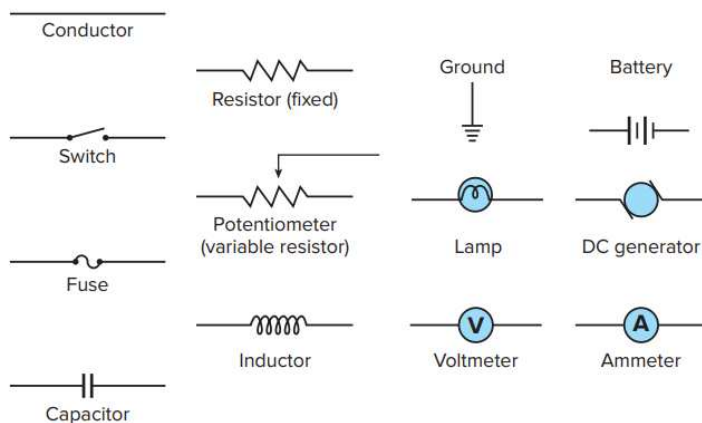 Conductor
Switch
Fuse
Capacitor
Resistor (fixed)
Potentiometer
(variable resistor)
Inductor
Ground
Lamp
V
Voltmeter
Battery
DC generator
A
Ammeter